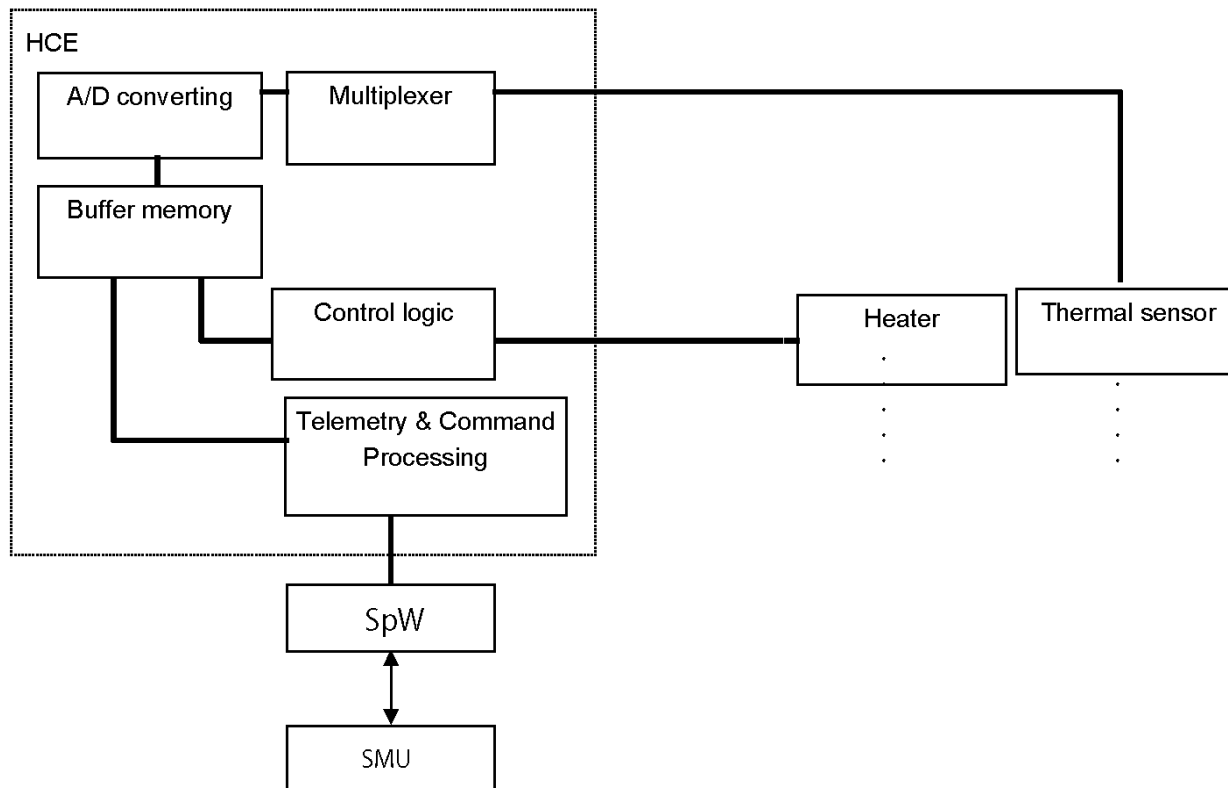 HCE
A/D converting
Multiplexer
Buffer memory
Control logic
Heater
Thermal sensor
Telemetry & Command
Processing
SpW
SMU